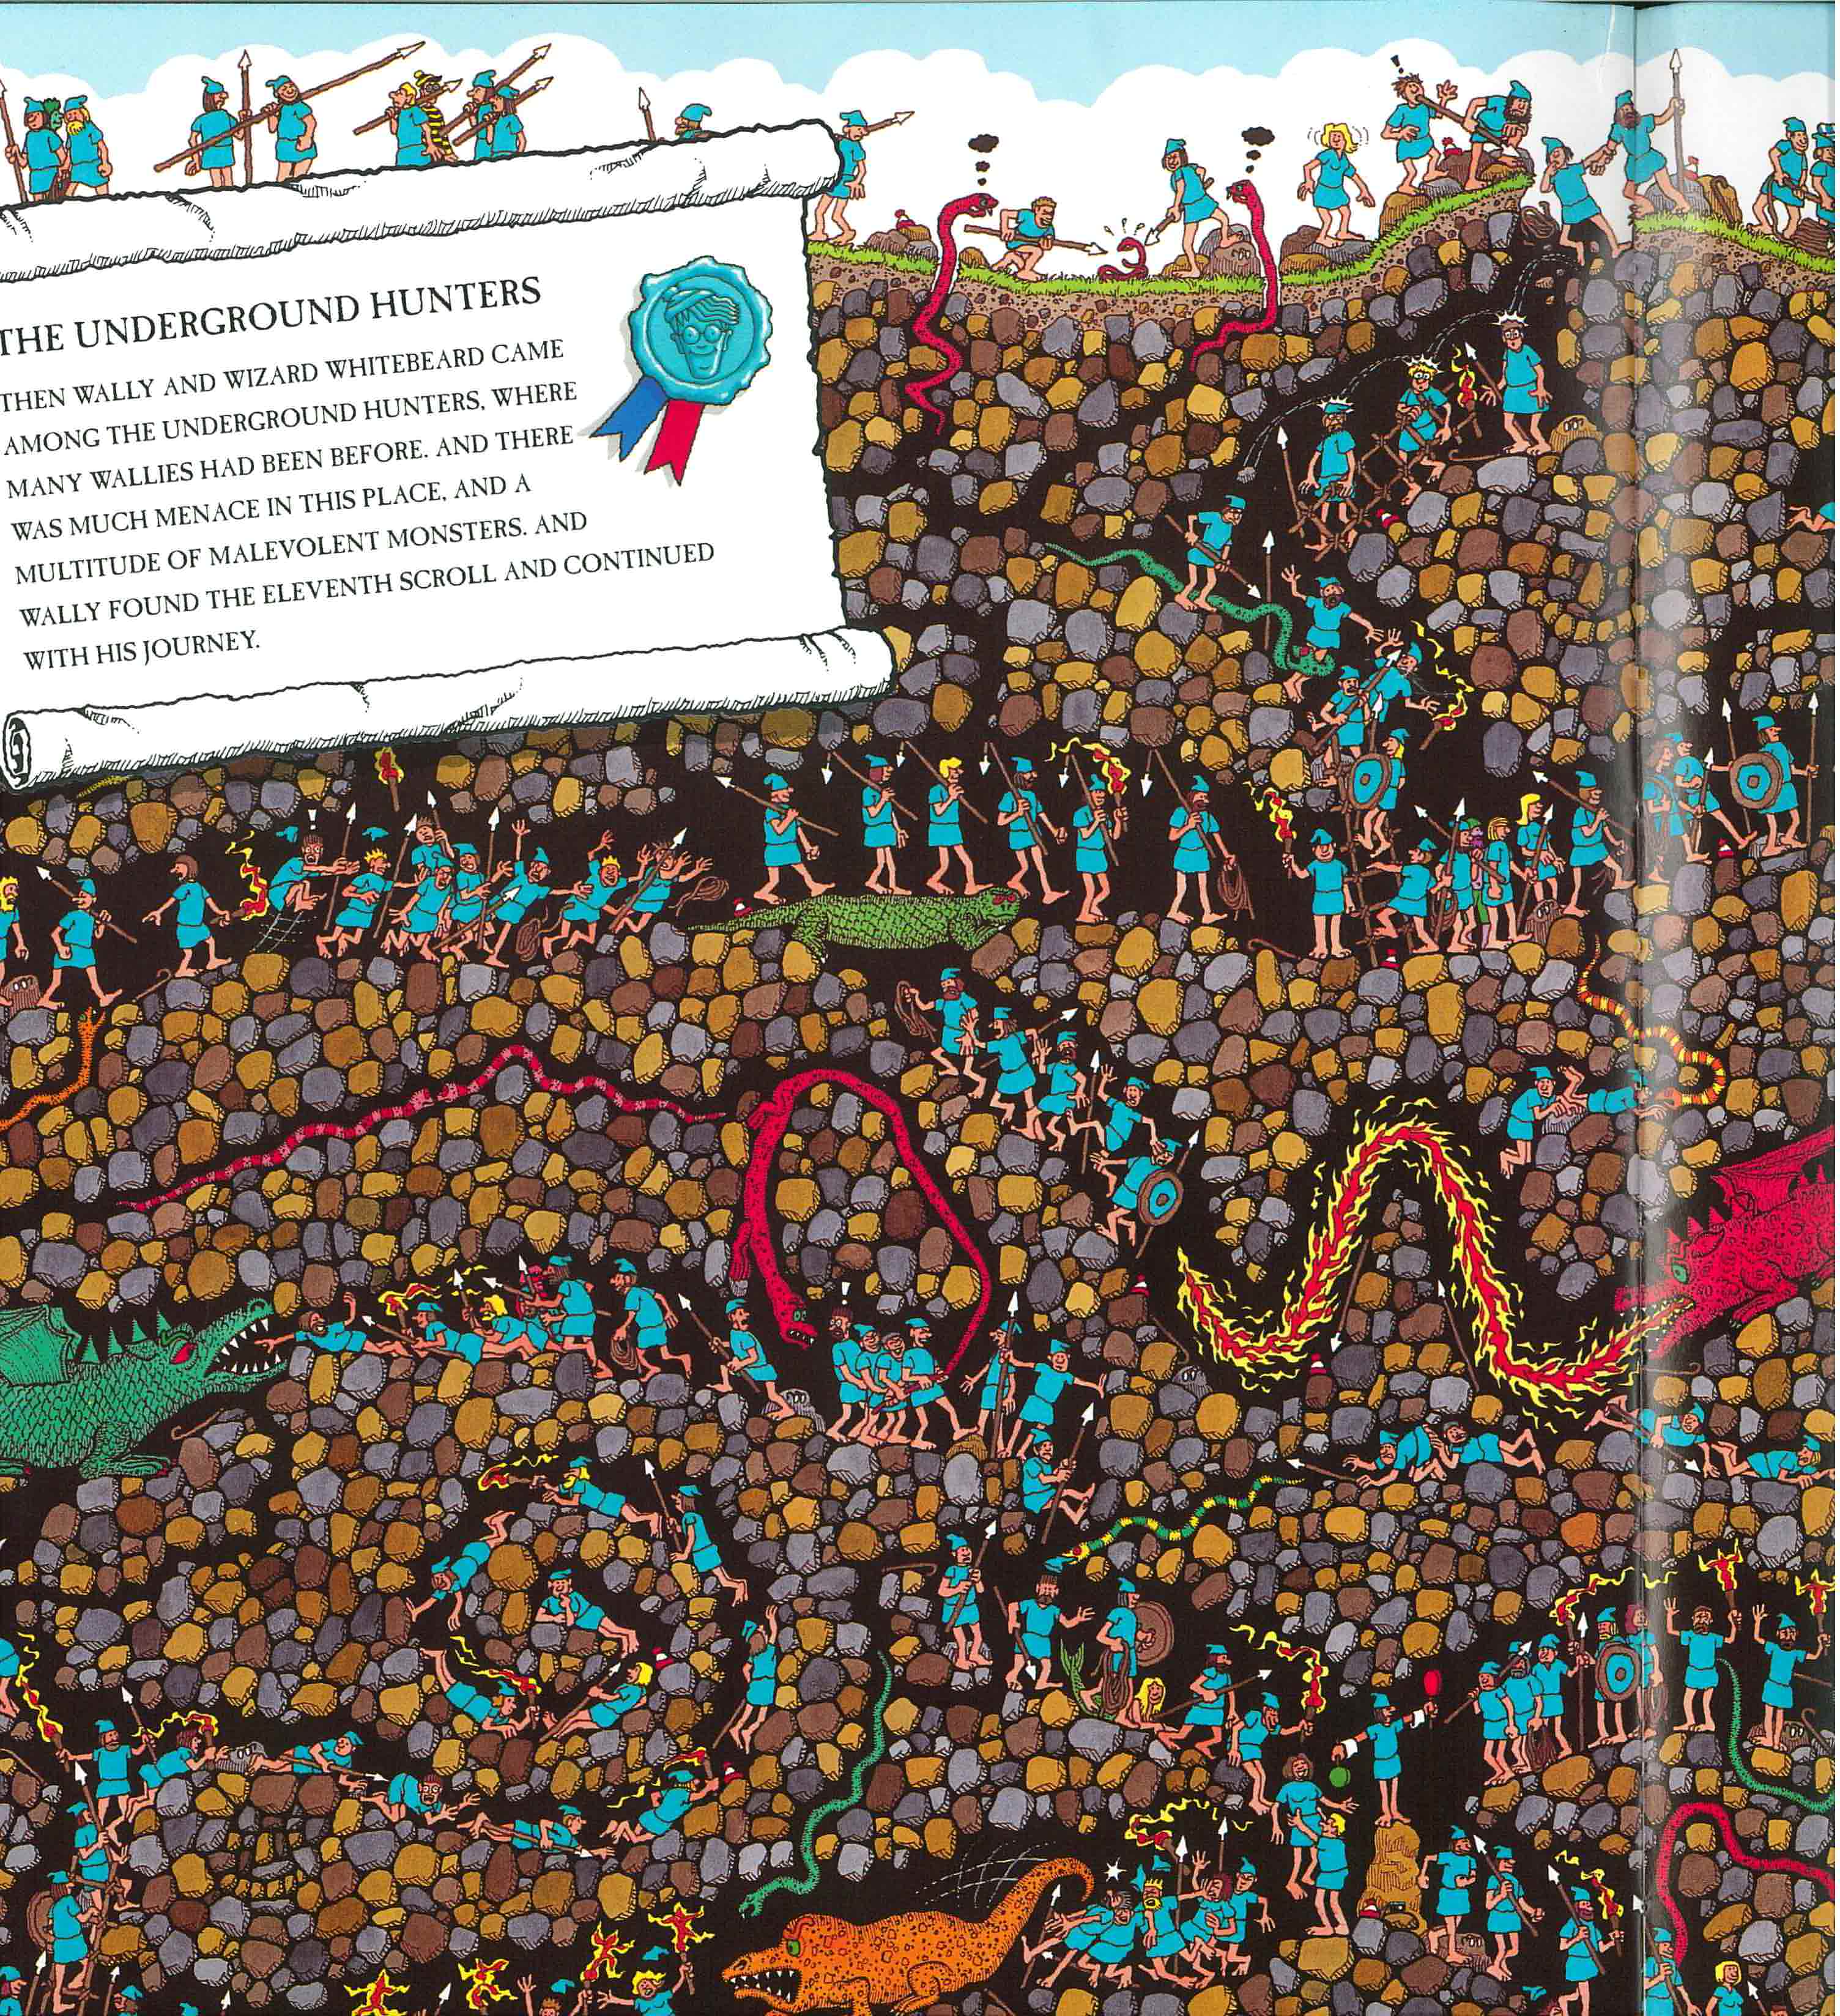 THE UNDERGROUND HUNTERS
THEN WALLY AND WIZARD WHITEBEARD CAME
AMONG THE UNDERGROUND HUNTERS, WHERE
MANY WALLIES HAD BEEN BEFORE. AND THERE
WAS MUCH MENACE IN THIS PLACE, AND A
MULTITUDE OF MALEVOLENT MONSTERS. AND
WALLY FOUND THE ELEVENTH SCROLL AND CONTINUED
WITH HIS JOURNEY.